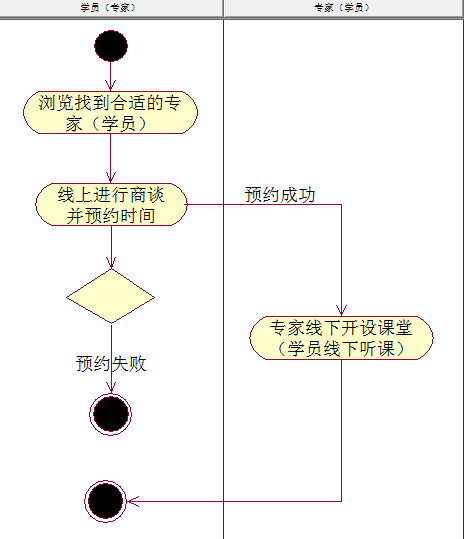 学员（专家）
专家（学员）
浏览找到合适的专
家（学员）
线上进行商谈
并预约时间
预约成功
专家线下开设课堂
（学员线下听课）
预约失败